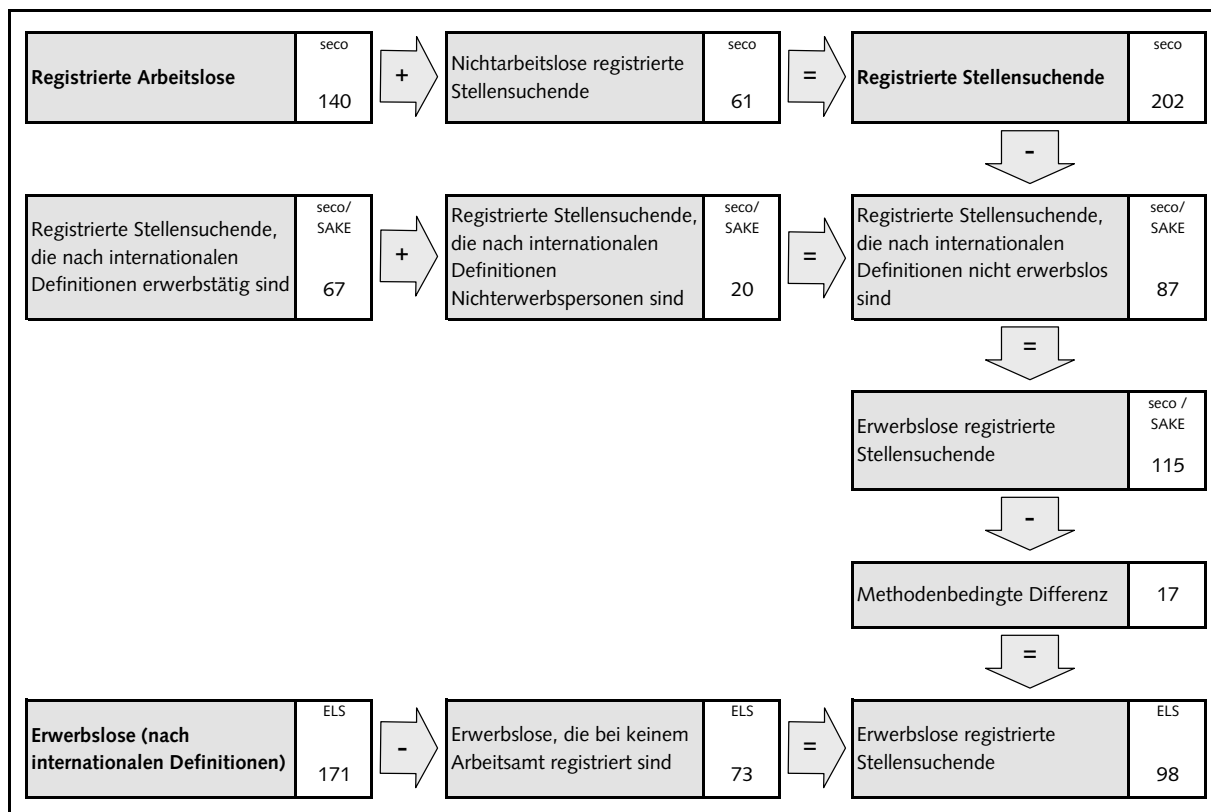 Registrierte Arbeitslose
seco
140
+
Nichtarbeitslose registrierte
Stellensuchende
seco
61
=
Registrierte Stellensuchende
seco
202
-
Registrierte Stellensuchende,
die nach internationalen
Definitionen erwerbstätig sind
seco/
SAKE
67
+
Registrierte Stellensuchende,
die nach internationalen
Definitionen
Nichterwerbspersonen sind
seco/
SAKE
20
=
Registrierte Stellensuchende,
die nach internationalen
Definitionen nicht erwerbslos
sind
seco/
SAKE
87
=
Erwerbslose registrierte
Stellensuchende
seco /
SAKE
115
-
Methodenbedingte Differenz
17
=
Erwerbslose (nach
internationalen Definitionen)
ELS
171
-
Erwerbslose, die bei keinem
Arbeitsamt registriert sind
ELS
73
=
Erwerbslose registrierte
Stellensuchende
ELS
98